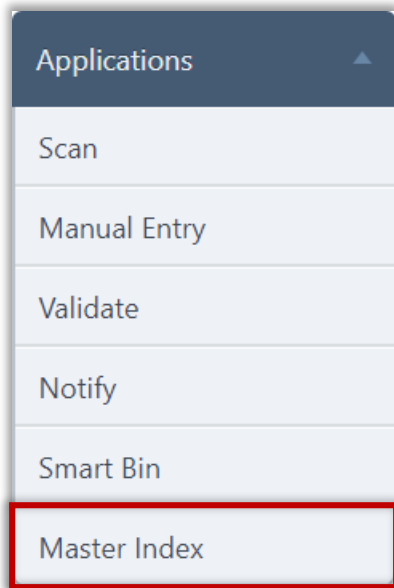 Applications
Scan
Manual Entry
Validate
Notify
Smart Bin
Master Index